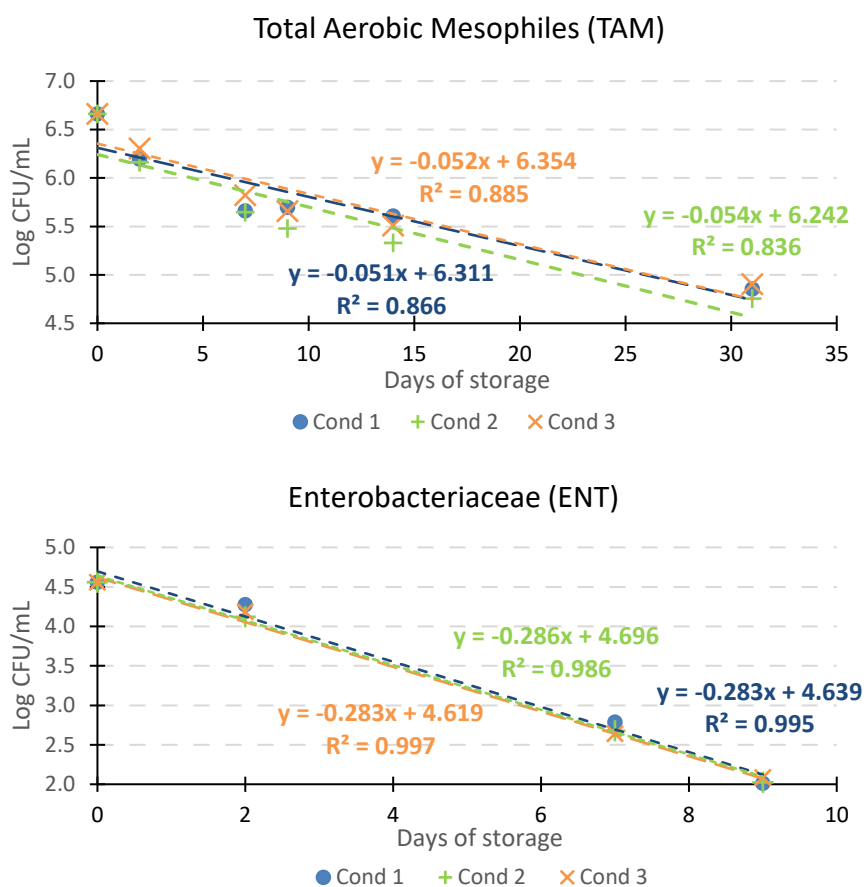 Total Aerobic Mesophiles (TAM)
7.0
6.5
6.0
5.5
5.0
4.5
Log CFU/mL
y = -0.052x + 6.354
R² = 0.885
y = -0.054x + 6.242
R² = 0.836
y = -0.051x + 6.311
R² = 0.866
0 5 10 15 20 25 30 35
Days of storage
Cond 1 Cond 2 Cond 3
Enterobacteriaceae (ENT)
5.0
4.5
4.0
3.5
3.0
2.5
2.0
Log CFU/mL
y = -0.286x + 4.696
R² = 0.986
y = -0.283x + 4.639
R² = 0.995
y = -0.283x + 4.619
R² = 0.997
0 2 4 6 8 10
Days of storage
Cond 1 Cond 2 Cond 3